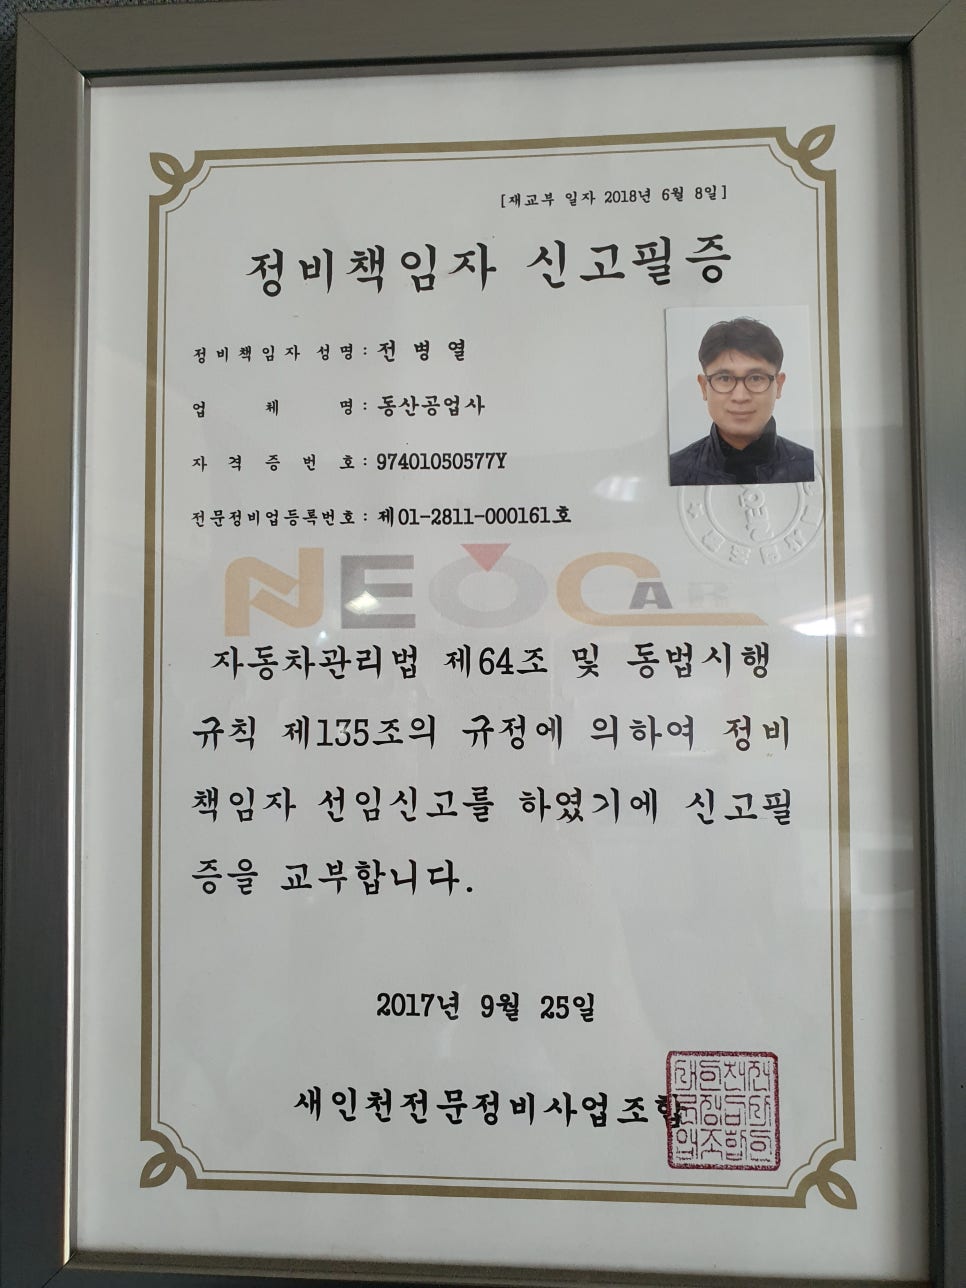 [재교부 일자 2018년 6월 8일]
정비책임자 신고필증
정비책임자 성명 : 전 병 열
업 체 명 : 동산공업사
자 격 증 번 호 : 97401050577Y
전문정비업등록번호 : 제01-2811-000161호
NEOCAR
자동차관리법 제64조 및 동법시행
규칙 제135조의 규정에 의하여 정비
책임자 선임신고를 하였기에 신고필
증을 교부합니다.
2017년 9월 25일
새인천전문정비사업조합